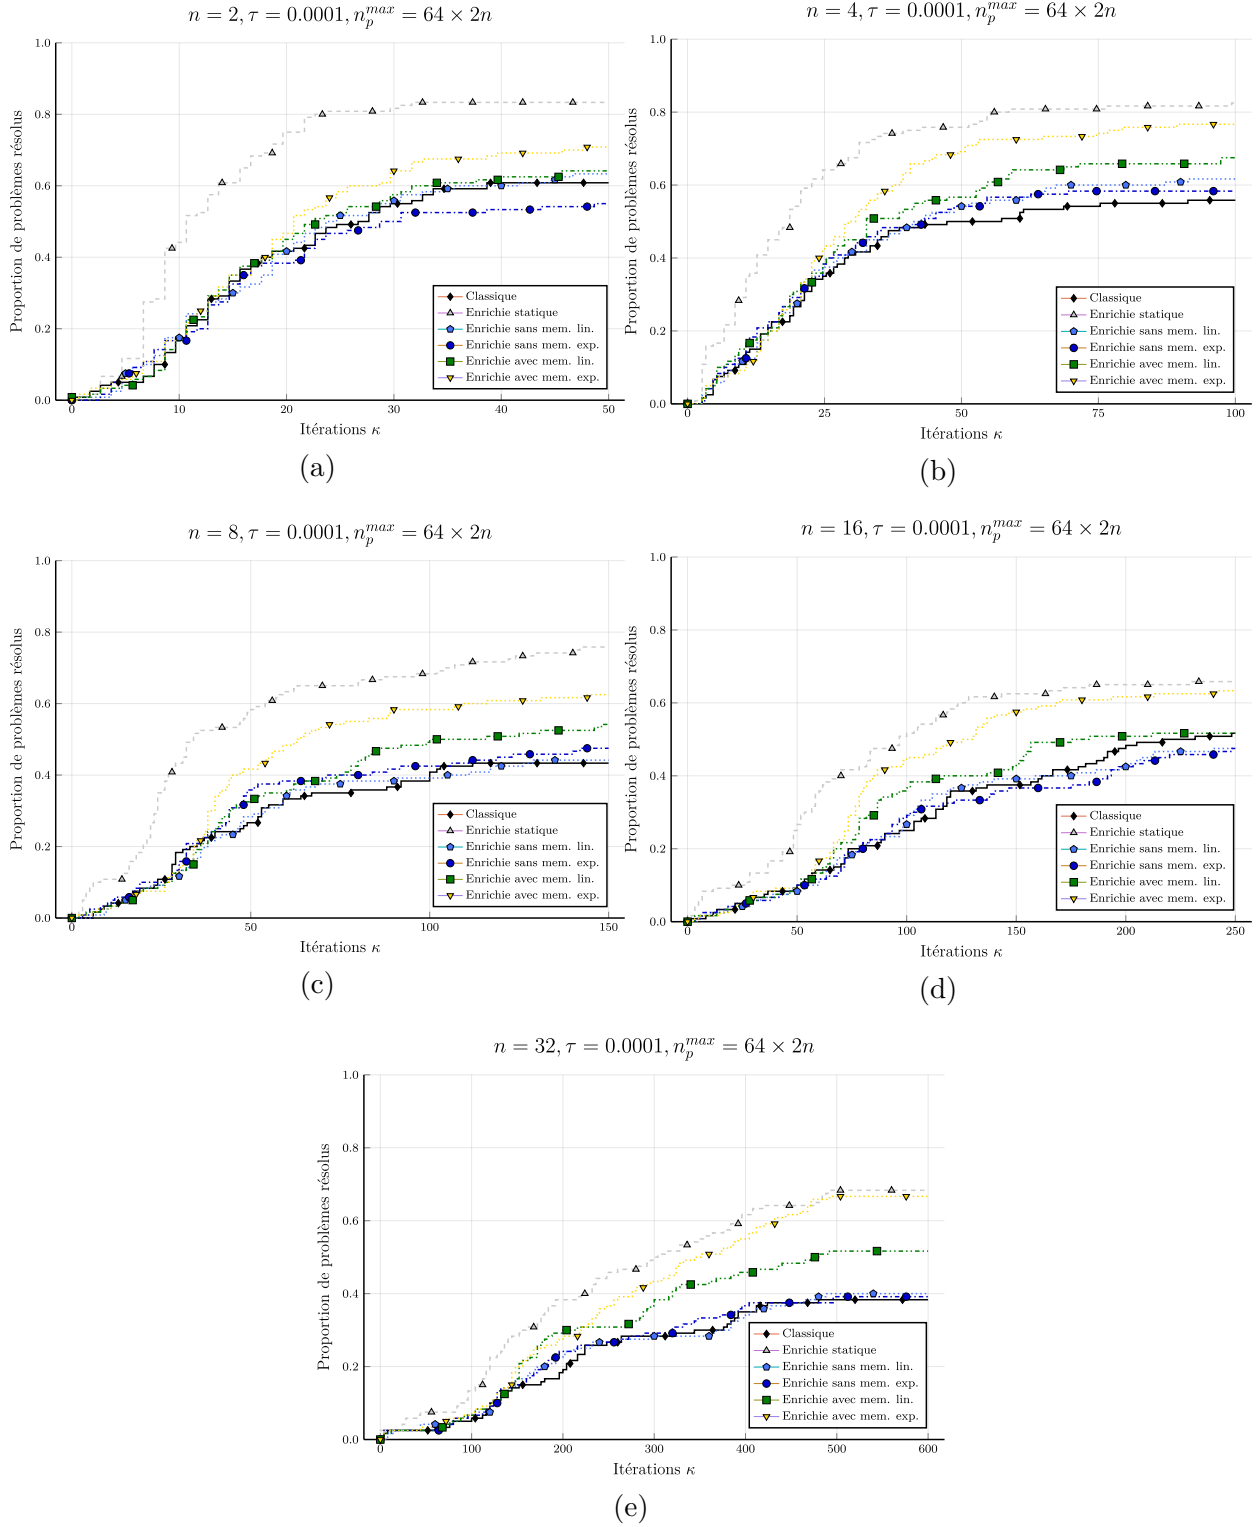 n = 2, τ = 0.0001, n_p^{max} = 64 × 2n
Proportion de problèmes résolus
1.0
0.8
0.6
0.4
0.2
0.0
0 10 20 30 40 50
Itérations κ
Classique
Enrichie statique
Enrichie sans mem. lin.
Enrichie sans mem. exp.
Enrichie avec mem. lin.
Enrichie avec mem. exp.
(a)
n = 4, τ = 0.0001, n_p^{max} = 64 × 2n
Proportion de problèmes résolus
1.0
0.8
0.6
0.4
0.2
0.0
0 25 50 75 100
Itérations κ
Classique
Enrichie statique
Enrichie sans mem. lin.
Enrichie sans mem. exp.
Enrichie avec mem. lin.
Enrichie avec mem. exp.
(b)
n = 8, τ = 0.0001, n_p^{max} = 64 × 2n
Proportion de problèmes résolus
1.0
0.8
0.6
0.4
0.2
0.0
0 50 100 150
Itérations κ
Classique
Enrichie statique
Enrichie sans mem. lin.
Enrichie sans mem. exp.
Enrichie avec mem. lin.
Enrichie avec mem. exp.
(c)
n = 16, τ = 0.0001, n_p^{max} = 64 × 2n
Proportion de problèmes résolus
1.0
0.8
0.6
0.4
0.2
0.0
0 50 100 150 200 250
Itérations κ
Classique
Enrichie statique
Enrichie sans mem. lin.
Enrichie sans mem. exp.
Enrichie avec mem. lin.
Enrichie avec mem. exp.
(d)
n = 32, τ = 0.0001, n_p^{max} = 64 × 2n
Proportion de problèmes résolus
1.0
0.8
0.6
0.4
0.2
0.0
0 100 200 300 400 500 600
Itérations κ
Classique
Enrichie statique
Enrichie sans mem. lin.
Enrichie sans mem. exp.
Enrichie avec mem. lin.
Enrichie avec mem. exp.
(e)